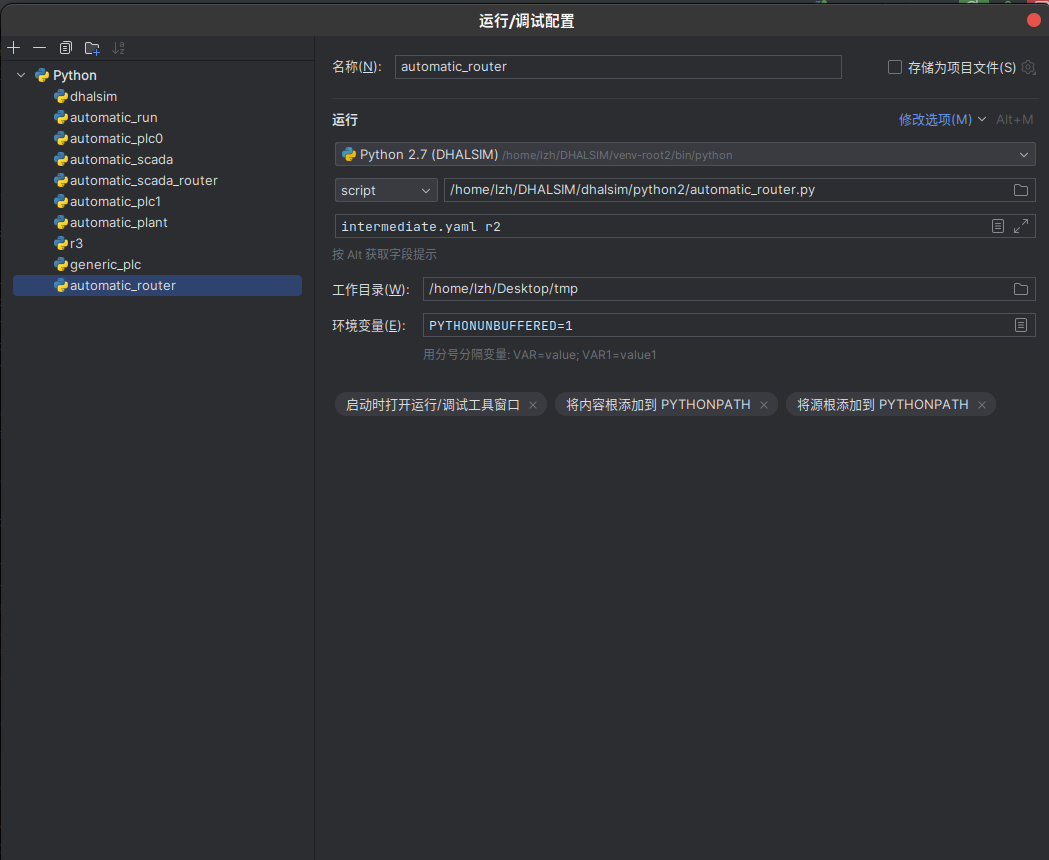 运行/调试配置
Python
dhalsim
automatic_run
automatic_plc0
automatic_scada
automatic_scada_router
automatic_plc1
automatic_plant
r3
generic_plc
automatic_router
名称(N): automatic_router 存储为项目文件(S)
运行 修改选项(M) Alt+M
Python 2.7 (DHALSIM) /home/lzh/DHALSIM/venv-root2/bin/python
script /home/lzh/DHALSIM/dhalsim/python2/automatic_router.py
intermediate.yaml r2
按 Alt 获取字段提示
工作目录(W): /home/lzh/Desktop/tmp
环境变量(E): PYTHONUNBUFFERED=1
用分号分隔变量: VAR=value; VAR1=value1
启动时打开运行/调试工具窗口 × 将内容根添加到 PYTHONPATH × 将源根添加到 PYTHONPATH ×